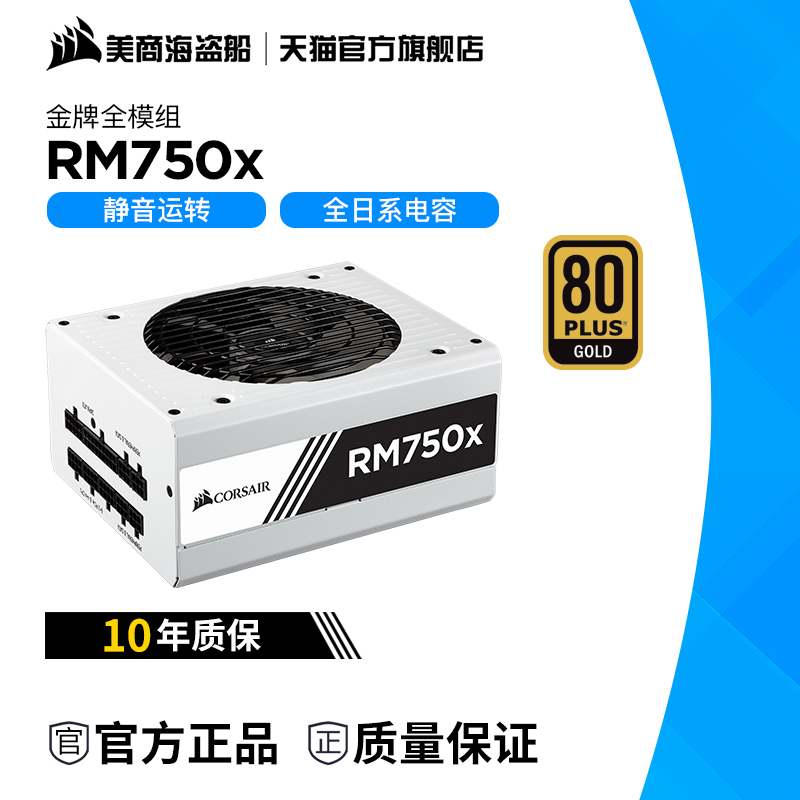 美商海盗船 | 天猫官方旗舰店
金牌全模组
RM750x
静音运转 全日系电容
80
PLUS®
GOLD
RM750x
CORSAIR
10年质保
官 官方正品 正 质量保证